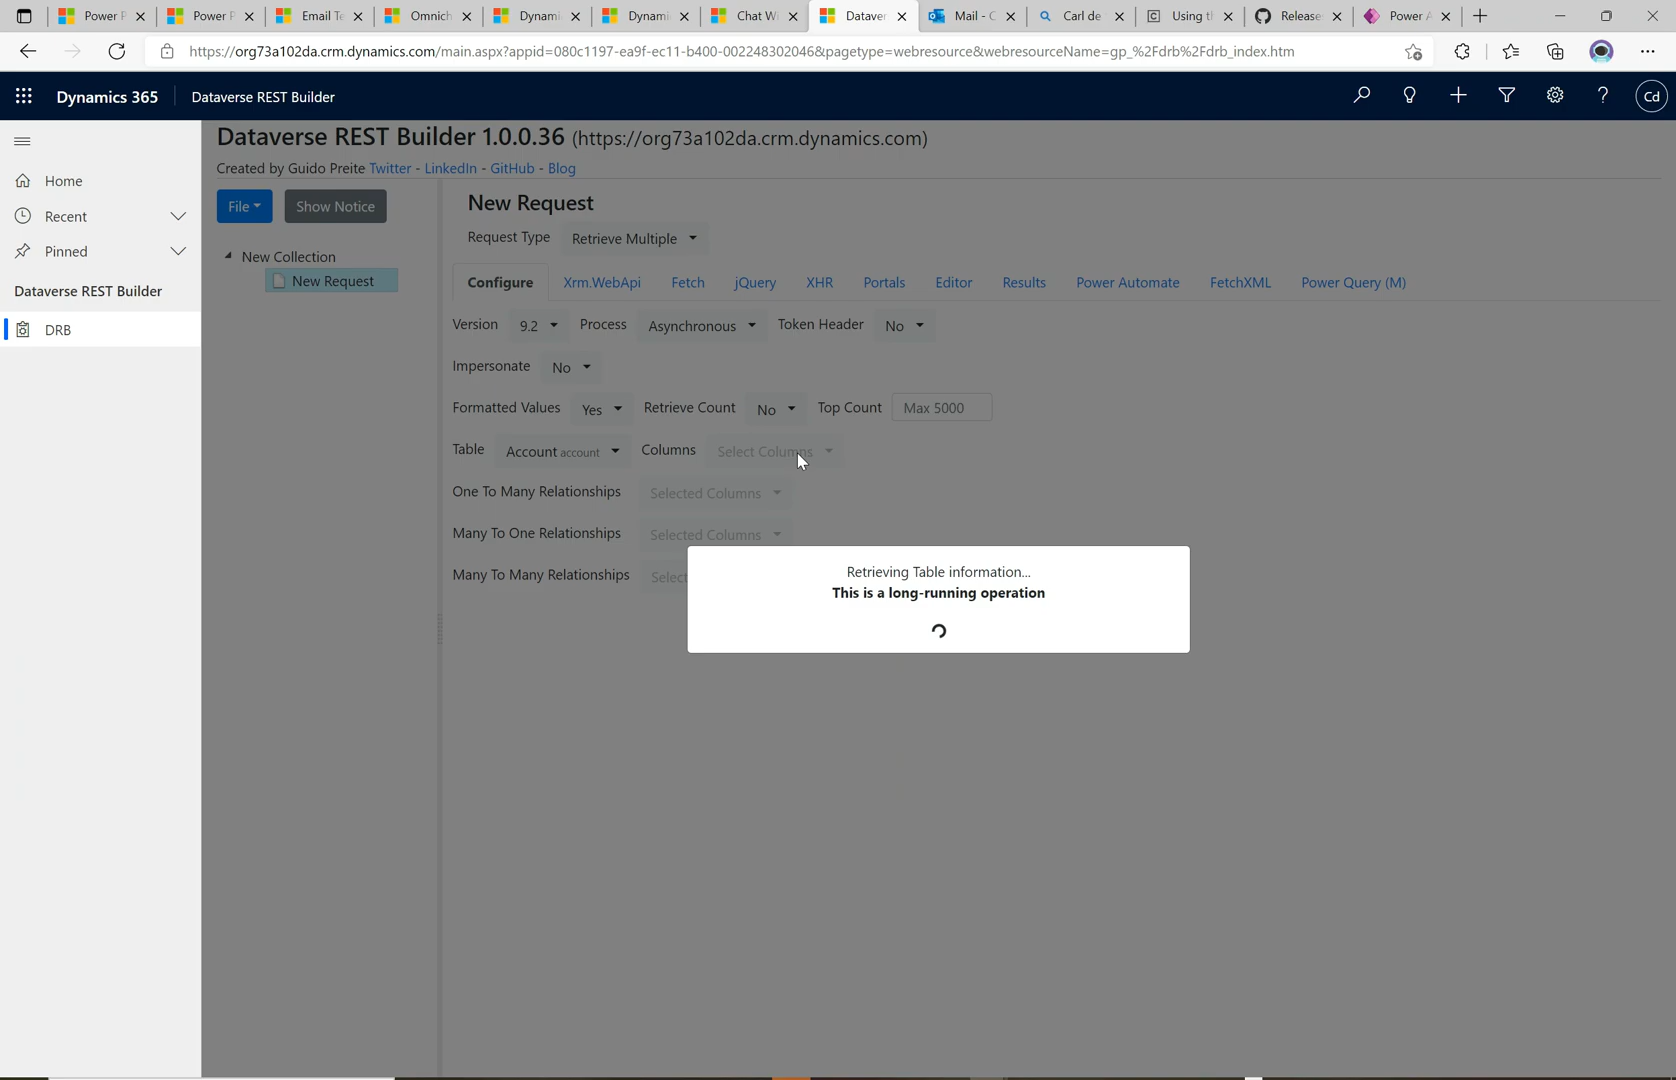 Power P
Power P
Email Te
Omnich
Dynami
Dynami
Chat Wi
Dataver
Mail - C
Carl de
Using t
Release
Power A
https://org73a102da.crm.dynamics.com/main.aspx?appid=080c1197-ea9f-ec11-b400-002248302046&pagetype=webresource&webresourceName=gp_%2Fdrb%2Fdrb_index.htm
Dynamics 365
Dataverse REST Builder
Cd
Dataverse REST Builder 1.0.0.36 (https://org73a102da.crm.dynamics.com)
Created by Guido Preite Twitter - LinkedIn - GitHub - Blog
Home
Recent
Pinned
Dataverse REST Builder
DRB
File
Show Notice
New Collection
New Request
New Request
Request Type Retrieve Multiple
Configure Xrm.WebApi Fetch jQuery XHR Portals Editor Results Power Automate FetchXML Power Query (M)
Version 9.2 Process Asynchronous Token Header No
Impersonate No
Formatted Values Yes Retrieve Count No Top Count Max 5000
Table Account account Columns Select Columns
One To Many Relationships Selected Columns
Many To One Relationships Selected Columns
Many To Many Relationships Select
Retrieving Table information...
This is a long-running operation